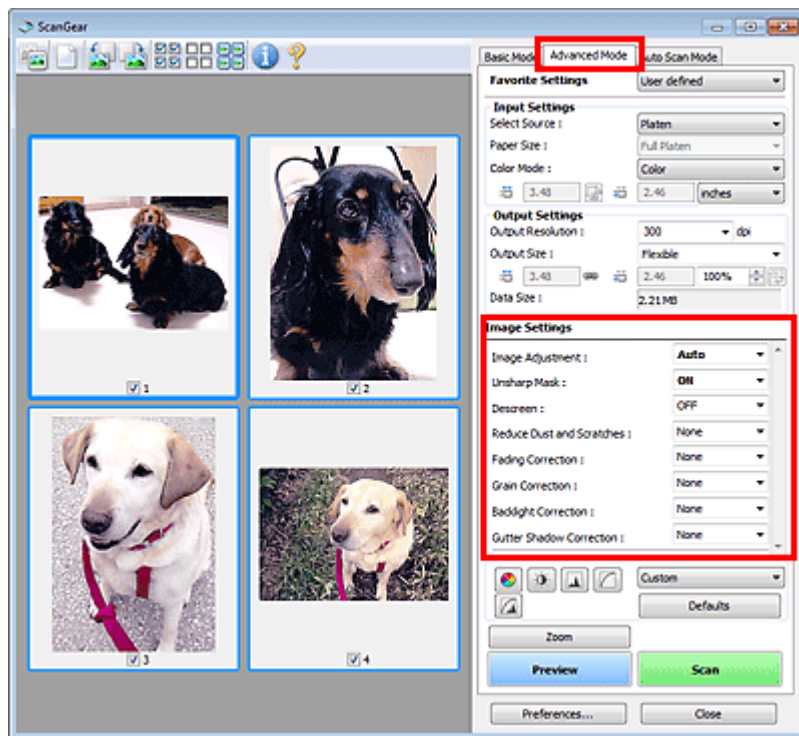 ScanGear
Basic Mode Advanced Mode Auto Scan Mode
Favorite Settings User defined
Input Settings
Select Source : Platen
Paper Size : Full Platen
Color Mode : Color
3.48 2.46 inches
Output Settings
Output Resolution : 300 dpi
Output Size : Flexible
3.48 2.46 100%
Data Size : 2.21 MB
Image Settings
Image Adjustment : Auto
Unsharp Mask : ON
Descreen : OFF
Reduce Dust and Scratches : None
Fading Correction : None
Grain Correction : None
Backlight Correction : None
Gutter Shadow Correction : None
Custom
Defaults
Zoom
Preview Scan
Preferences... Close
1
2
3
4